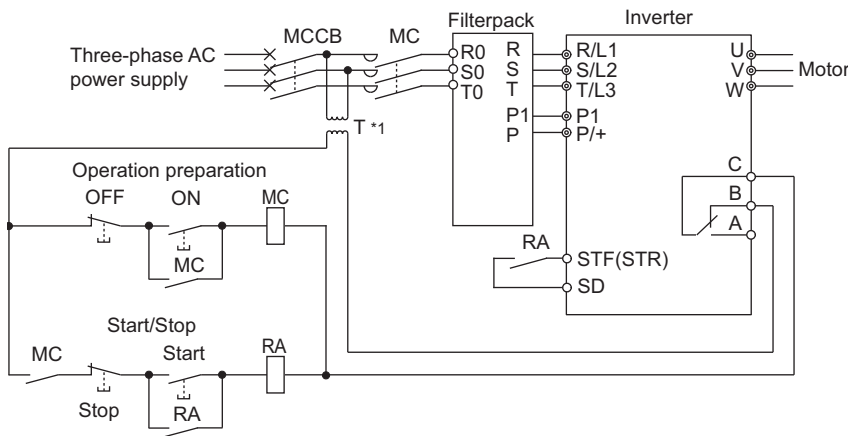 Filterpack
Inverter
MCCB
MC
Three-phase AC
power supply
R0
S0
T0
R
S
T
P1
P
R/L1
S/L2
T/L3
P1
P/+
U
V
W
Motor
T *1
Operation preparation
OFF
ON
MC
MC
C
B
A
RA
STF(STR)
SD
Start/Stop
MC
Start
RA
Stop
RA